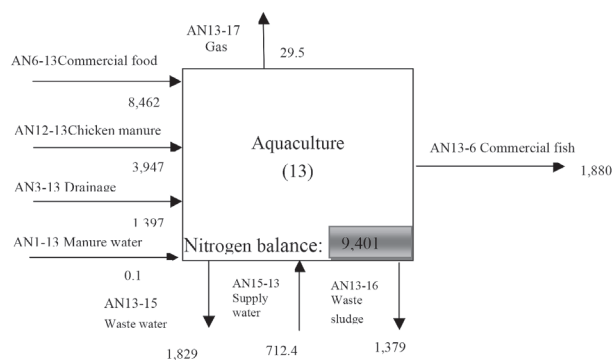 AN13-17
Gas
29.5
AN6-13Commercial food
8,462
AN12-13Chicken manure
3,947
AN3-13 Drainage
1,397
AN1-13 Manure water
0.1
Aquaculture
(13)
Nitrogen balance: 9,401
AN13-6 Commercial fish
1,880
AN13-15
Waste water
1,829
AN15-13
Supply
water
712.4
AN13-16
Waste
sludge
1,379